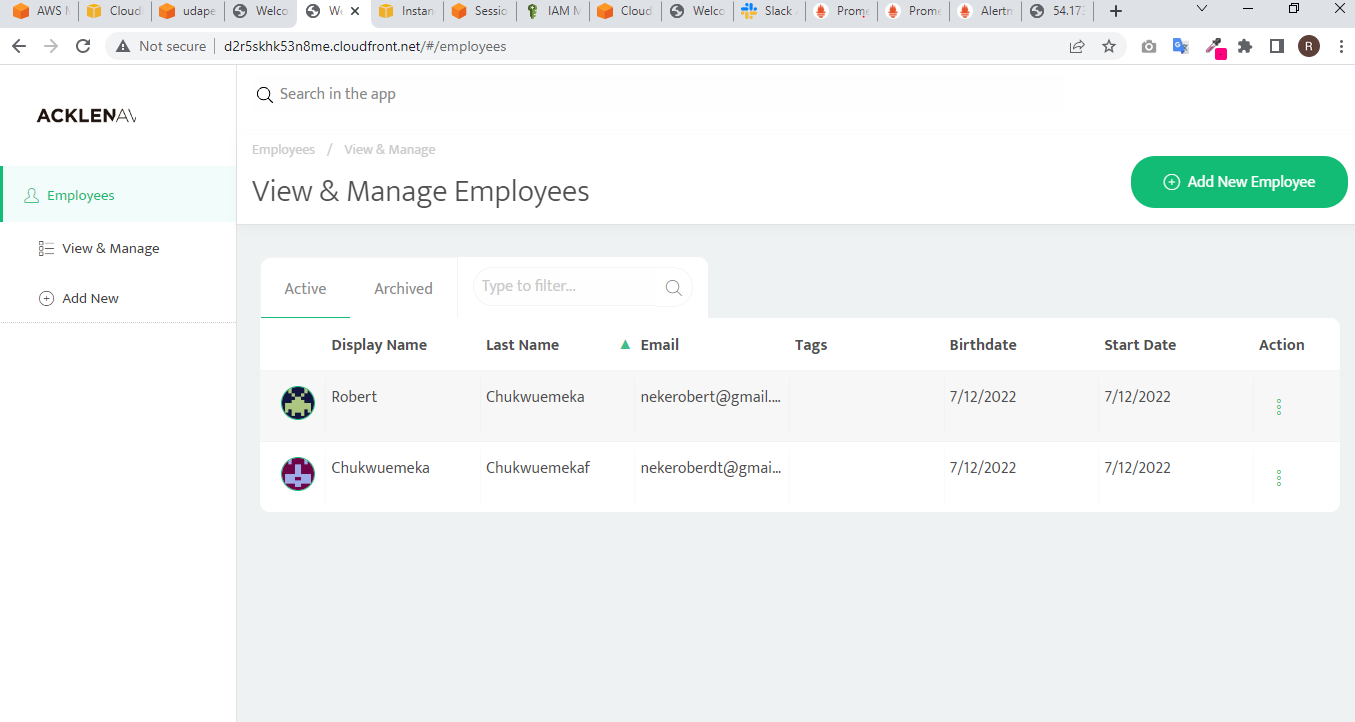 AWS M
Cloud
udape
Welco
We
Instan
Sessio
IAM M
Cloud
Welco
Slack
Prome
Prome
Alertm
54.173
Not secure
d2r5skhk53n8me.cloudfront.net/#/employees
R
ACKLENAV
Search in the app
Employees / View & Manage
View & Manage Employees
Add New Employee
Employees
View & Manage
Add New
Active
Archived
Type to filter...
Display Name Last Name Email Tags Birthdate Start Date Action
Robert Chukwuemeka nekerobert@gmail.... 7/12/2022 7/12/2022
Chukwuemeka Chukwuemekaf nekeroberdt@gmai... 7/12/2022 7/12/2022